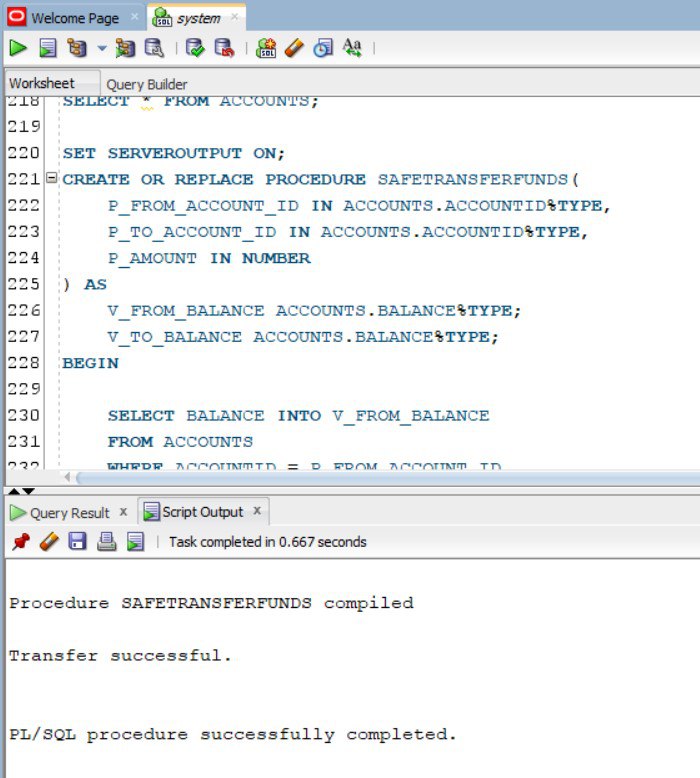 Welcome Page
system
Worksheet
Query Builder
218 SELECT * FROM ACCOUNTS;
219
220 SET SERVEROUTPUT ON;
221 CREATE OR REPLACE PROCEDURE SAFETRANSFERFUNDS(
222 P_FROM_ACCOUNT_ID IN ACCOUNTS.ACCOUNTID%TYPE,
223 P_TO_ACCOUNT_ID IN ACCOUNTS.ACCOUNTID%TYPE,
224 P_AMOUNT IN NUMBER
225 ) AS
226 V_FROM_BALANCE ACCOUNTS.BALANCE%TYPE;
227 V_TO_BALANCE ACCOUNTS.BALANCE%TYPE;
228 BEGIN
229
230 SELECT BALANCE INTO V_FROM_BALANCE
231 FROM ACCOUNTS
232 WHERE ACCOUNTID = P_FROM_ACCOUNT_ID
Query Result x
Script Output x
Task completed in 0.667 seconds
Procedure SAFETRANSFERFUNDS compiled
Transfer successful.
PL/SQL procedure successfully completed.